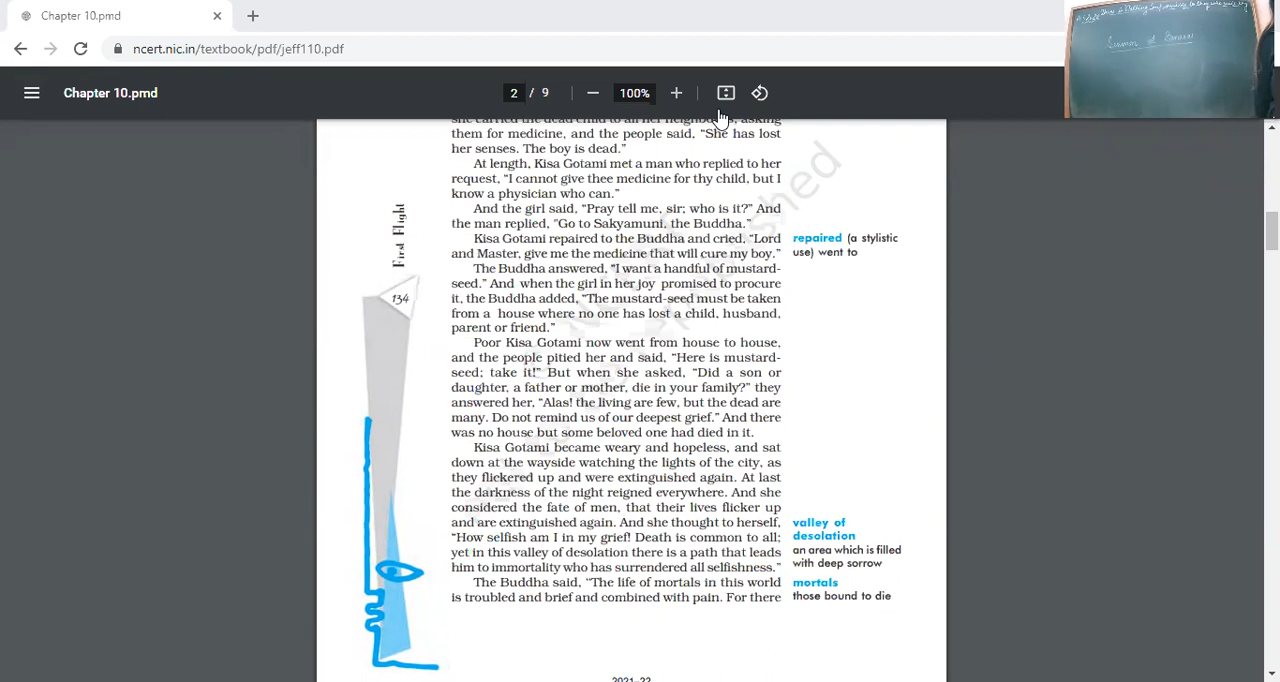 Chapter 10.pmd
ncert.nic.in/textbook/pdf/jeff110.pdf
Chapter 10.pmd
2 / 9
100%
she carried the dead child to all her neighbours, asking
them for medicine, and the people said, “She has lost
her senses. The boy is dead.”
At length, Kisa Gotami met a man who replied to her
request, “I cannot give thee medicine for thy child, but I
know a physician who can.”
And the girl said, “Pray tell me, sir; who is it?” And
the man replied, "Go to Sakyamuni, the Buddha.”
Kisa Gotami repaired to the Buddha and cried, “Lord
and Master, give me the medicine that will cure my boy.”
The Buddha answered, “I want a handful of mustard-
seed.” And when the girl in her joy promised to procure
it, the Buddha added, “The mustard-seed must be taken
from a house where no one has lost a child, husband,
parent or friend.”
Poor Kisa Gotami now went from house to house,
and the people pitied her and said, “Here is mustard-
seed; take it!” But when she asked, “Did a son or
daughter, a father or mother, die in your family?” they
answered her, “Alas! the living are few, but the dead are
many. Do not remind us of our deepest grief.” And there
was no house but some beloved one had died in it.
Kisa Gotami became weary and hopeless, and sat
down at the wayside watching the lights of the city, as
they flickered up and were extinguished again. At last
the darkness of the night reigned everywhere. And she
considered the fate of men, that their lives flicker up
and are extinguished again. And she thought to herself,
“How selfish am I in my grief! Death is common to all;
yet in this valley of desolation there is a path that leads
him to immortality who has surrendered all selfishness.”
The Buddha said, “The life of mortals in this world
is troubled and brief and combined with pain. For there
repaired (a stylistic
use) went to
valley of
desolation
an area which is filled
with deep sorrow
mortals
those bound to die
First Flight
134
2021–22